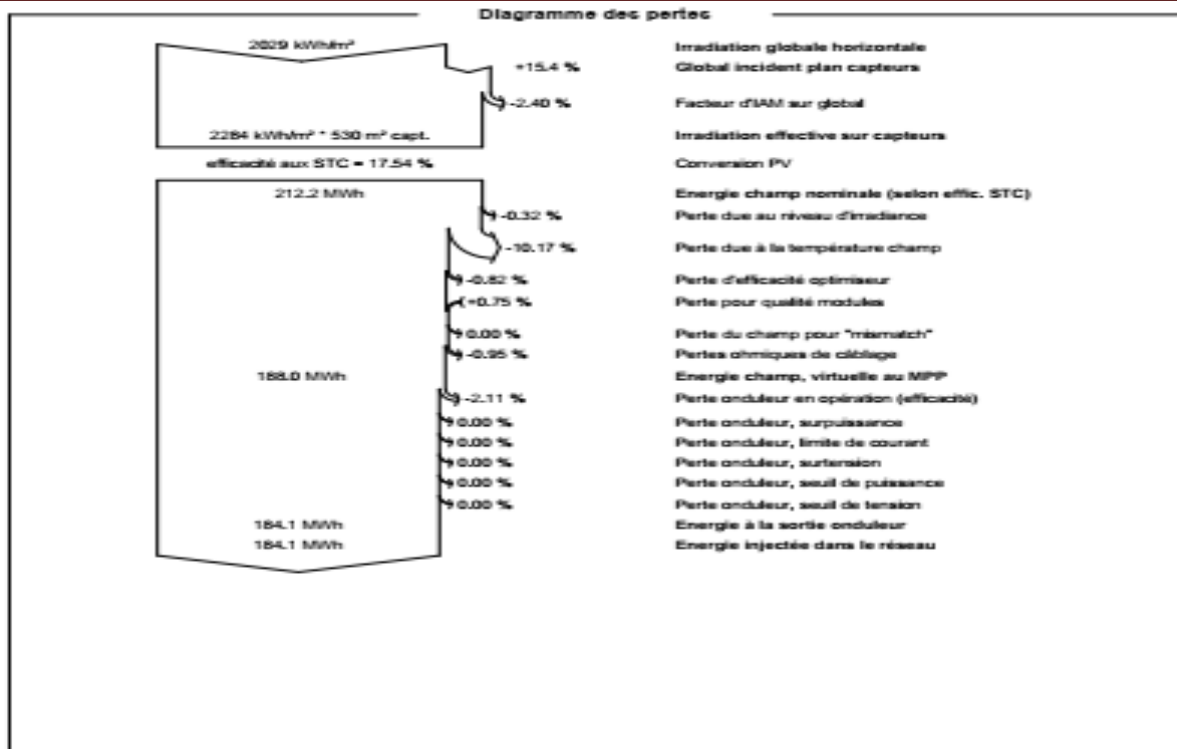 Diagramme des pertes
2029 kWh/m² Irradiation globale horizontale
+15.4 % Global incident plan capteurs
-2.40 % Facteur d'IAM sur global
2284 kWh/m² * 530 m² capt. Irradiation effective sur capteurs
efficacité aux STC = 17.54 % Conversion PV
212.2 MWh Energie champ nominale (selon effic. STC)
-0.32 % Perte due au niveau d'irradiance
-10.17 % Perte due à la température champ
-0.82 % Perte d'efficacité optimiseur
+0.75 % Perte pour qualité modules
0.00 % Perte du champ pour "mismatch"
-0.95 % Pertes ohmiques de câblage
188.0 MWh Energie champ, virtuelle au MPP
-2.11 % Perte onduleur en opération (efficacité)
0.00 % Perte onduleur, surpuissance
0.00 % Perte onduleur, limite de courant
0.00 % Perte onduleur, surtension
0.00 % Perte onduleur, seuil de puissance
0.00 % Perte onduleur, seuil de tension
184.1 MWh Energie à la sortie onduleur
184.1 MWh Energie injectée dans le réseau